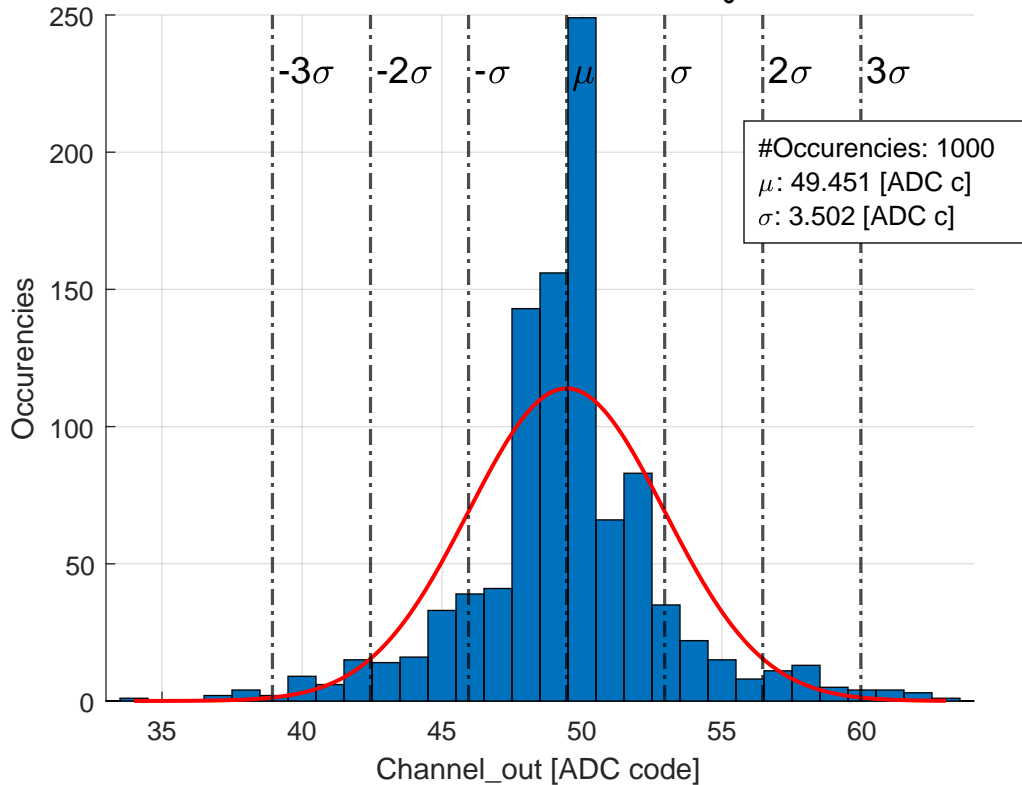 250
200
150
100
50
0
Occurencies
-3σ
-2σ
-σ
μ
σ
2σ
3σ
#Occurencies: 1000
μ: 49.451 [ADC c]
σ: 3.502 [ADC c]
35
40
45
50
55
60
Channel_out [ADC code]